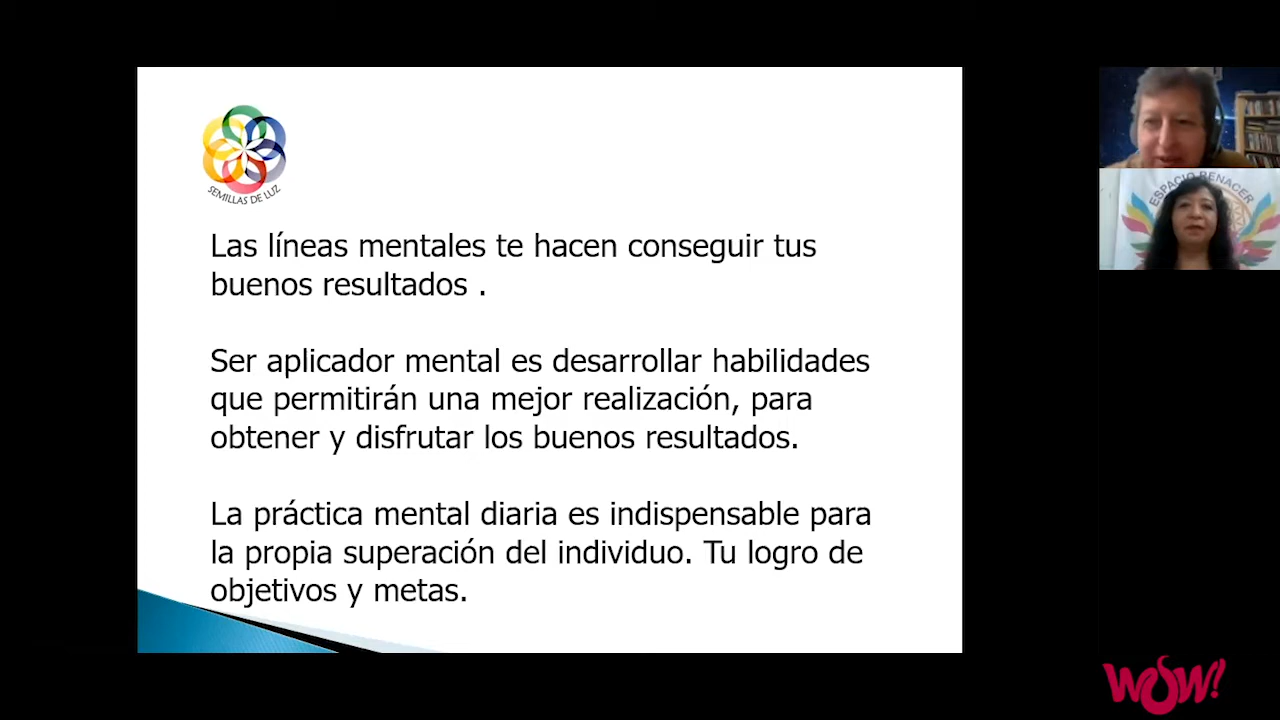 SEMILLAS DE LUZ
Las líneas mentales te hacen conseguir tus
buenos resultados .
Ser aplicador mental es desarrollar habilidades
que permitirán una mejor realización, para
obtener y disfrutar los buenos resultados.
La práctica mental diaria es indispensable para
la propia superación del individuo. Tu logro de
objetivos y metas.
ESPACIO RENACER
WOW!